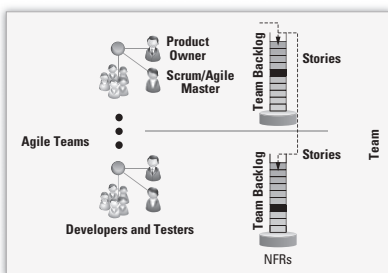 Product
Owner
Scrum/Agile
Master
Team Backlog
Stories
Agile Teams
Team
Stories
Team Backlog
Developers and Testers
NFRs